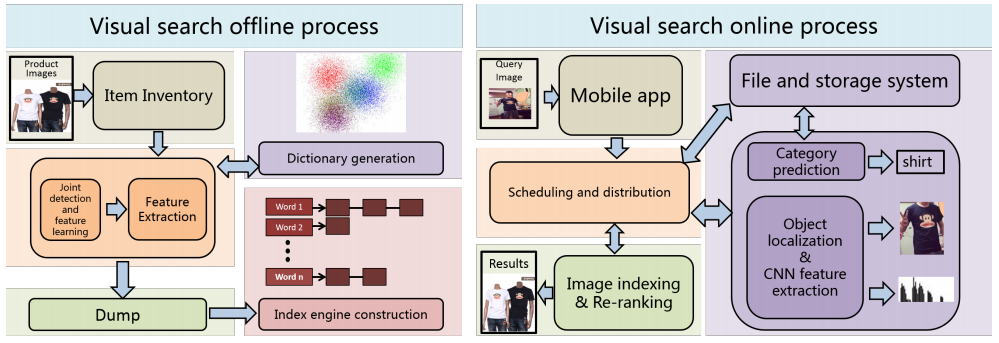 Visual search offline process
Product
Images
Item Inventory
Dictionary generation
Joint
detection
and
feature
learning
Feature
Extraction
Word 1
Word 2
Word n
Dump
Index engine construction
Visual search online process
Query
Image
Mobile app
File and storage system
Category
prediction
shirt
Scheduling and distribution
Object
localization
&
CNN feature
extraction
Results
Image indexing
& Re-ranking